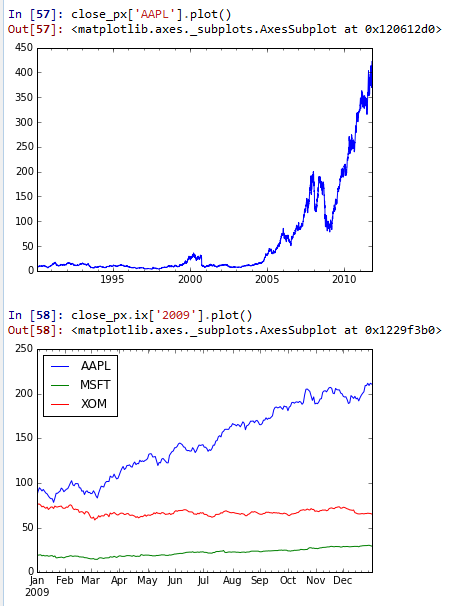 In [57]: close_px['AAPL'].plot()
Out[57]: <matplotlib.axes._subplots.AxesSubplot at 0x120612d0>
450
400
350
300
250
200
150
100
50
0
1995 2000 2005 2010
In [58]: close_px.ix['2009'].plot()
Out[58]: <matplotlib.axes._subplots.AxesSubplot at 0x1229f3b0>
250
AAPL
MSFT
XOM
200
150
100
50
0
Jan Feb Mar Apr May Jun Jul Aug Sep Oct Nov Dec
2009